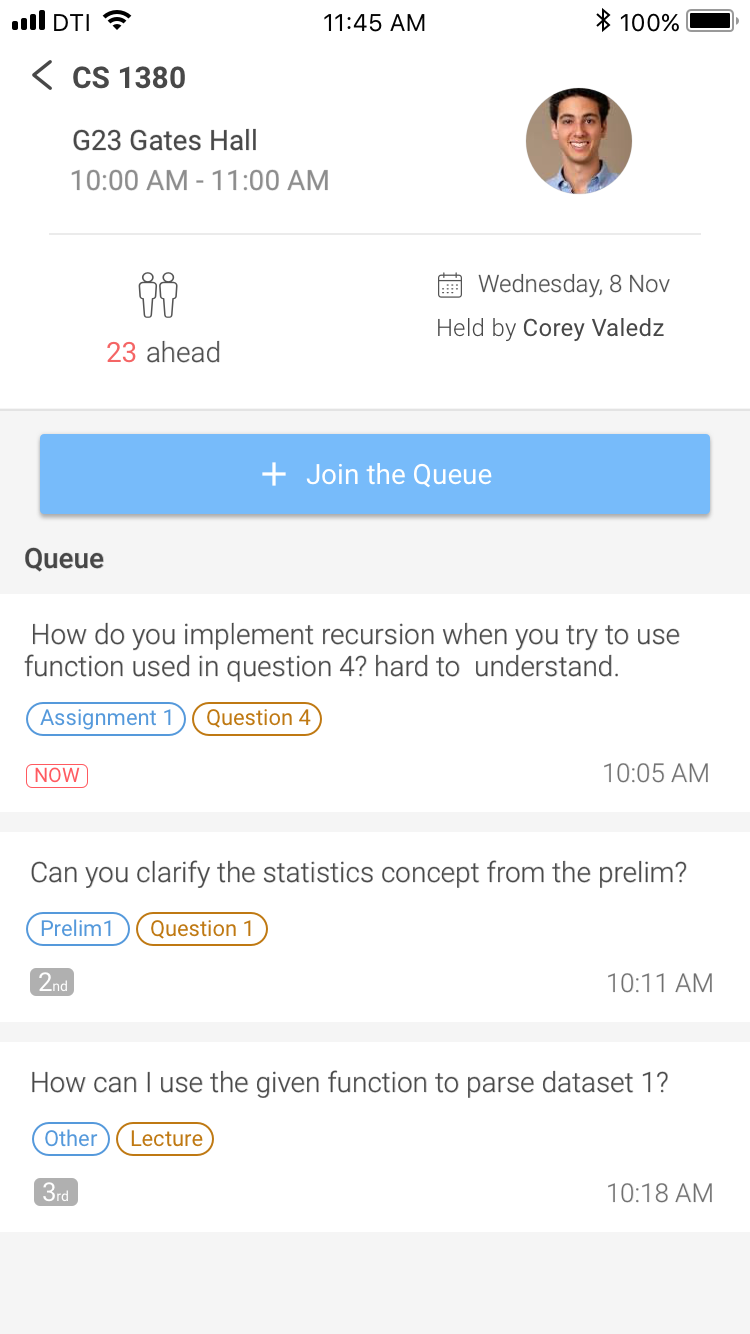 DTI 11:45 AM 100%
CS 1380
G23 Gates Hall
10:00 AM - 11:00 AM
Wednesday, 8 Nov
Held by Corey Valedz
23 ahead
+ Join the Queue
Queue
How do you implement recursion when you try to use
function used in question 4? hard to understand.
Assignment 1 Question 4
NOW 10:05 AM
Can you clarify the statistics concept from the prelim?
Prelim1 Question 1
2nd 10:11 AM
How can I use the given function to parse dataset 1?
Other Lecture
3rd 10:18 AM